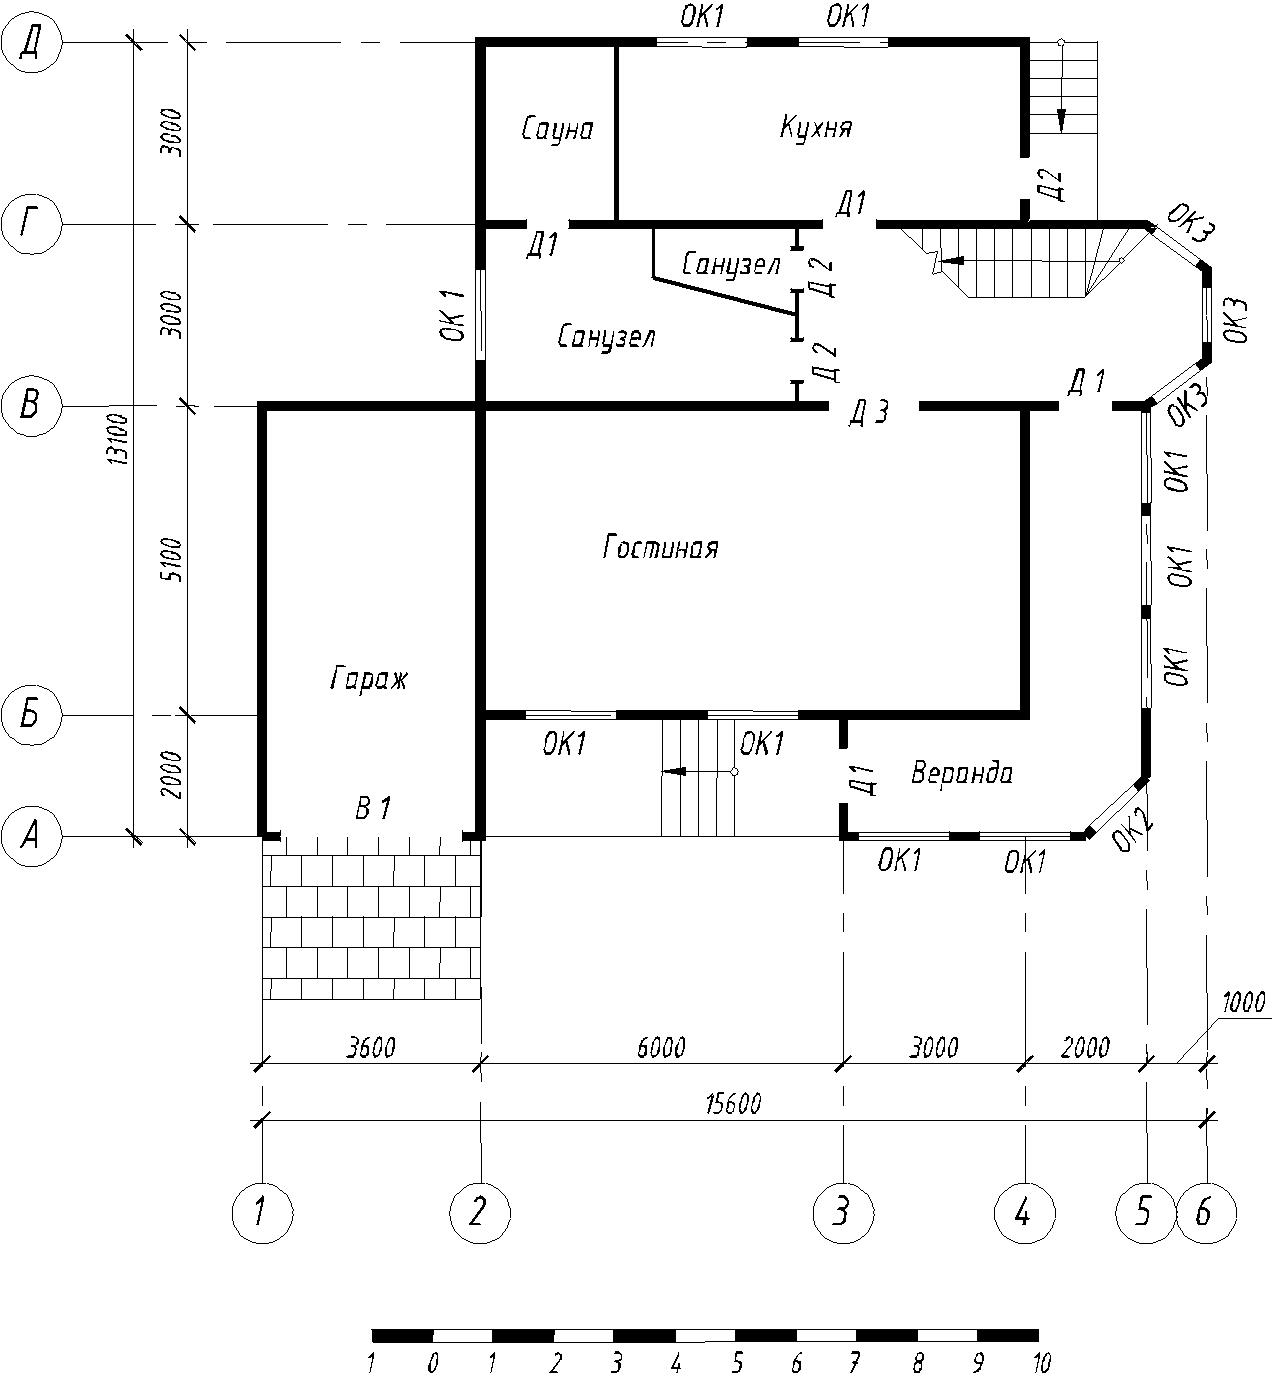 ОК1 ОК1
Д
3000
Сауна
Кухня
Д2
Д1
Г
ОК3
Д1
Санузел
Д 2
3000
ОК 1
ОК3
Санузел
Д 2
Д 1
В
Д 3
ОК3
13100
ОК1
5100
Гостиная
ОК1
Гараж
ОК1
Б
ОК1
ОК1
2000
Д1
Веранда
В 1
А
ОК2
ОК1
ОК1
1000
3600 6000 3000 2000
15600
1 2 3 4 5 6
1 0 1 2 3 4 5 6 7 8 9 10